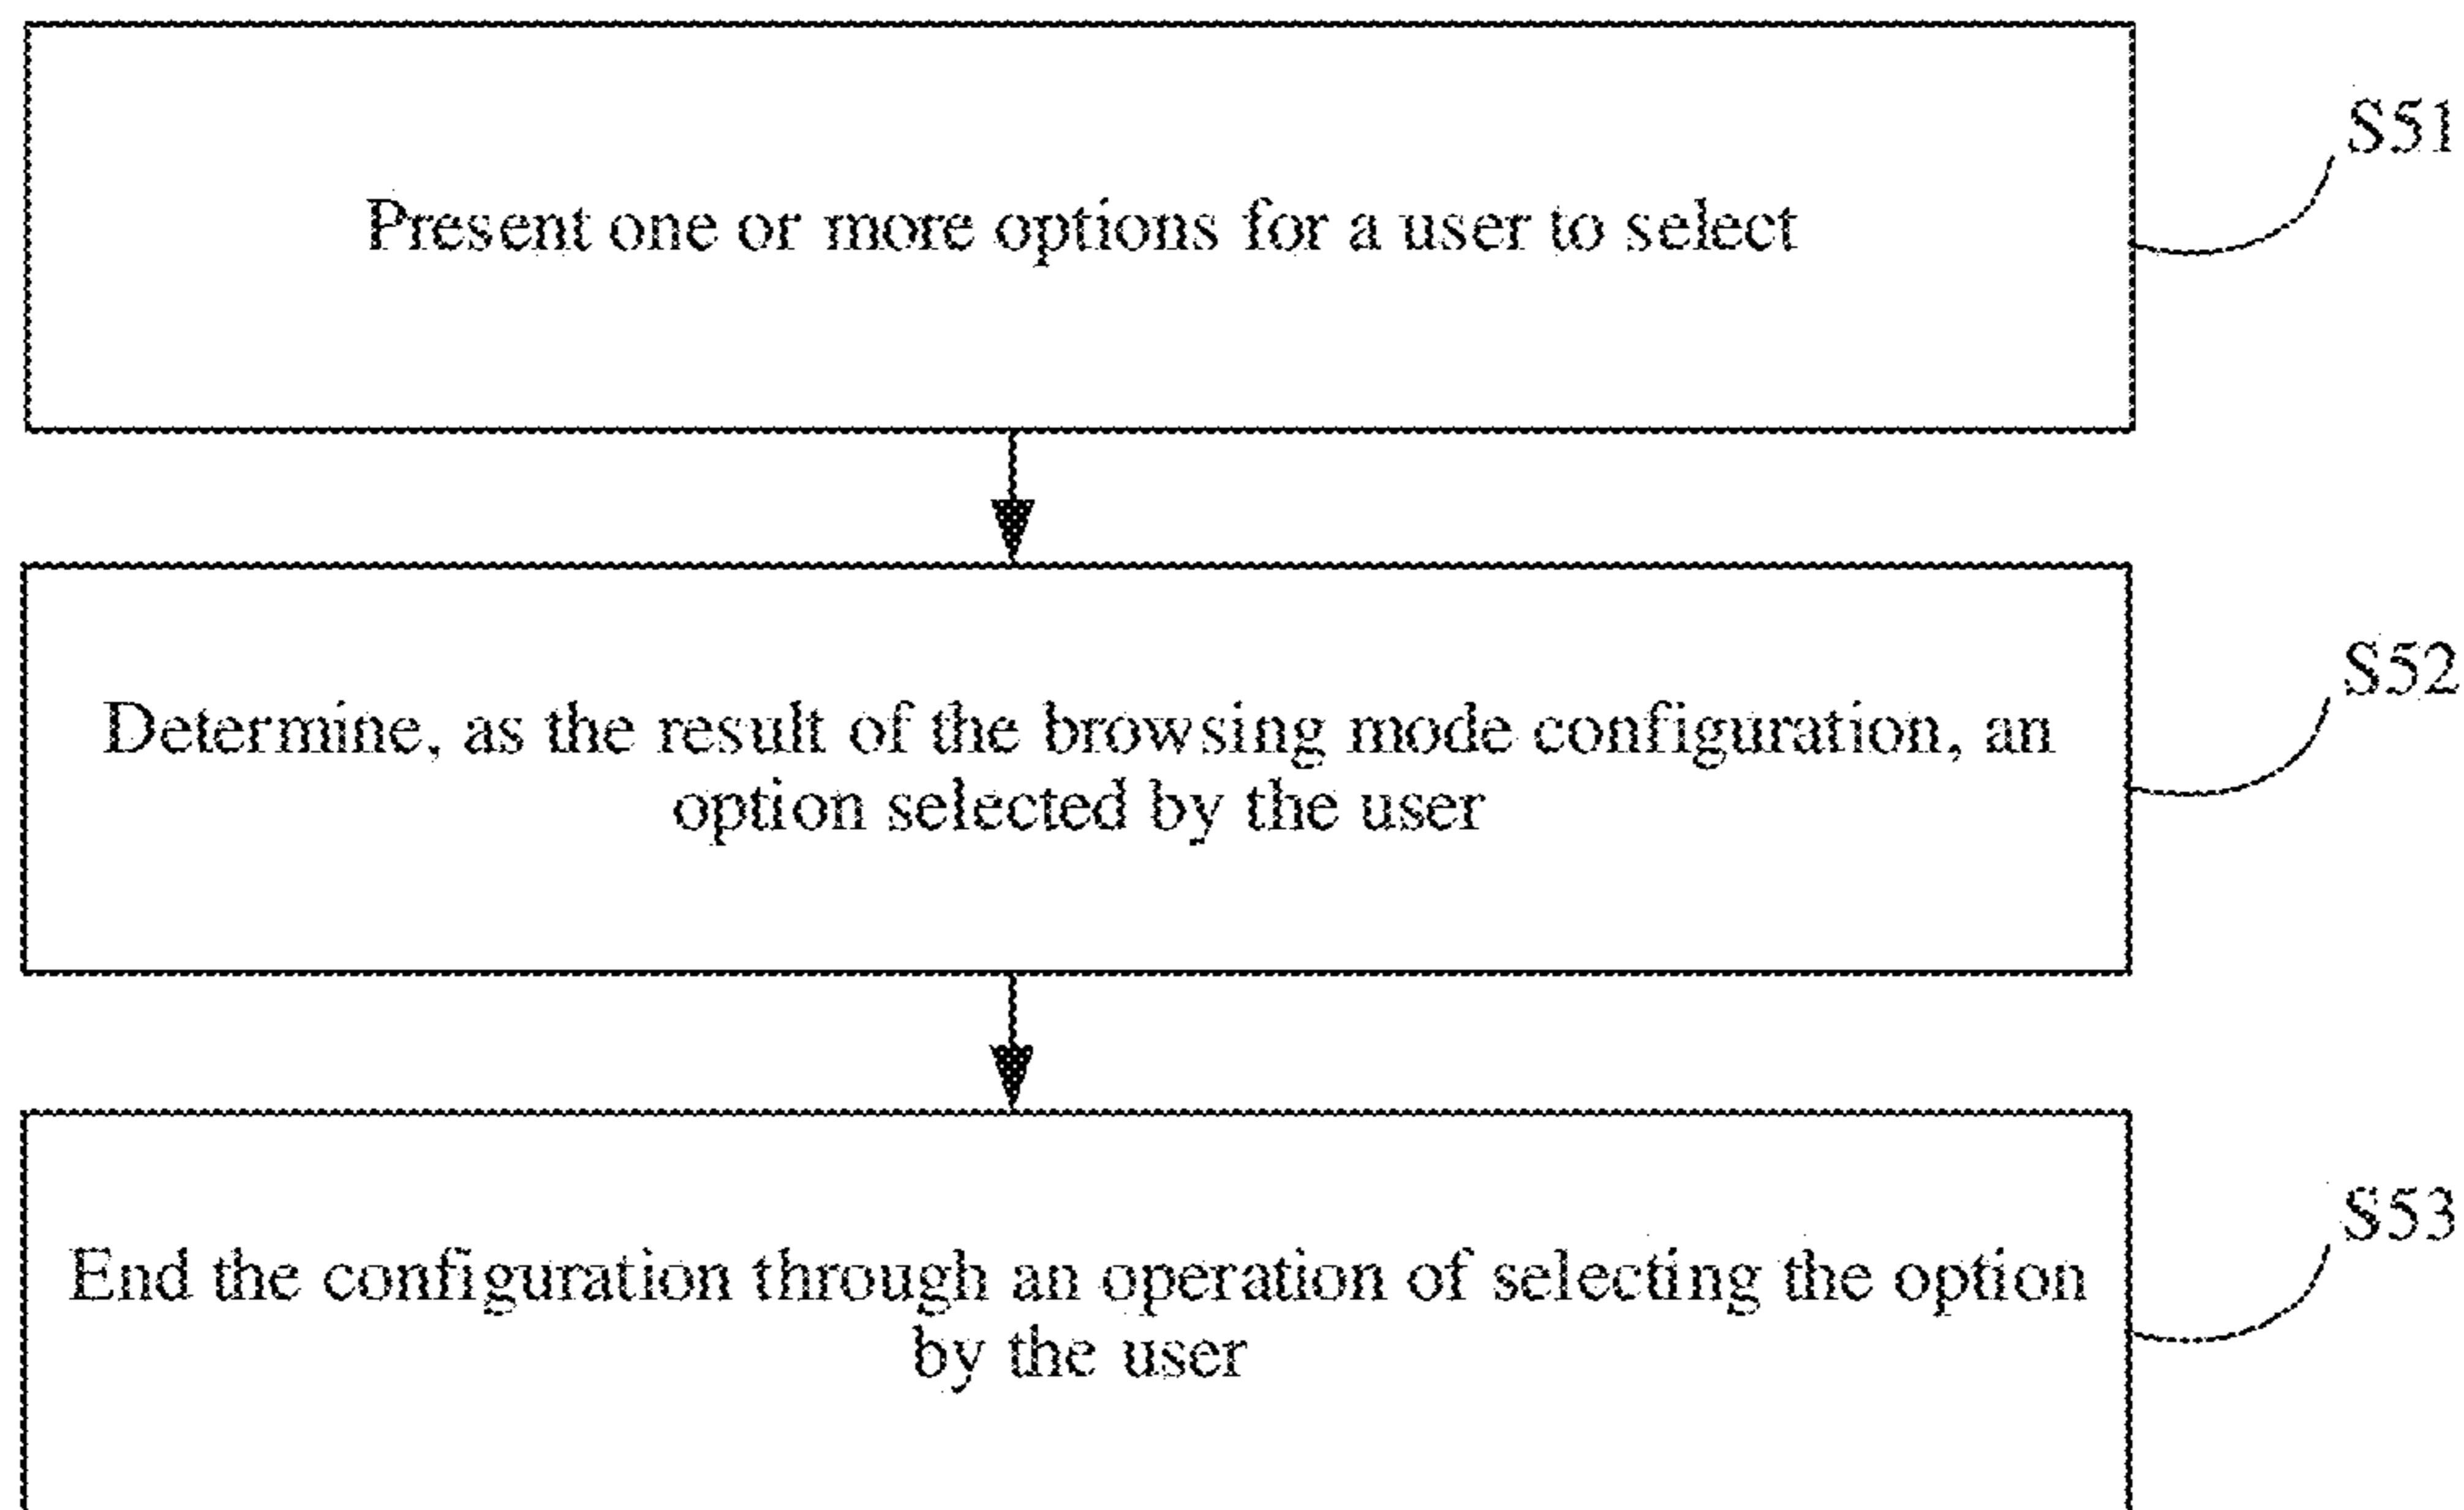 S51
Present one or more options for a user to select
S52
Determine, as the result of the browsing mode configuration, an
option selected by the user
S53
End the configuration through an operation of selecting the option
by the user